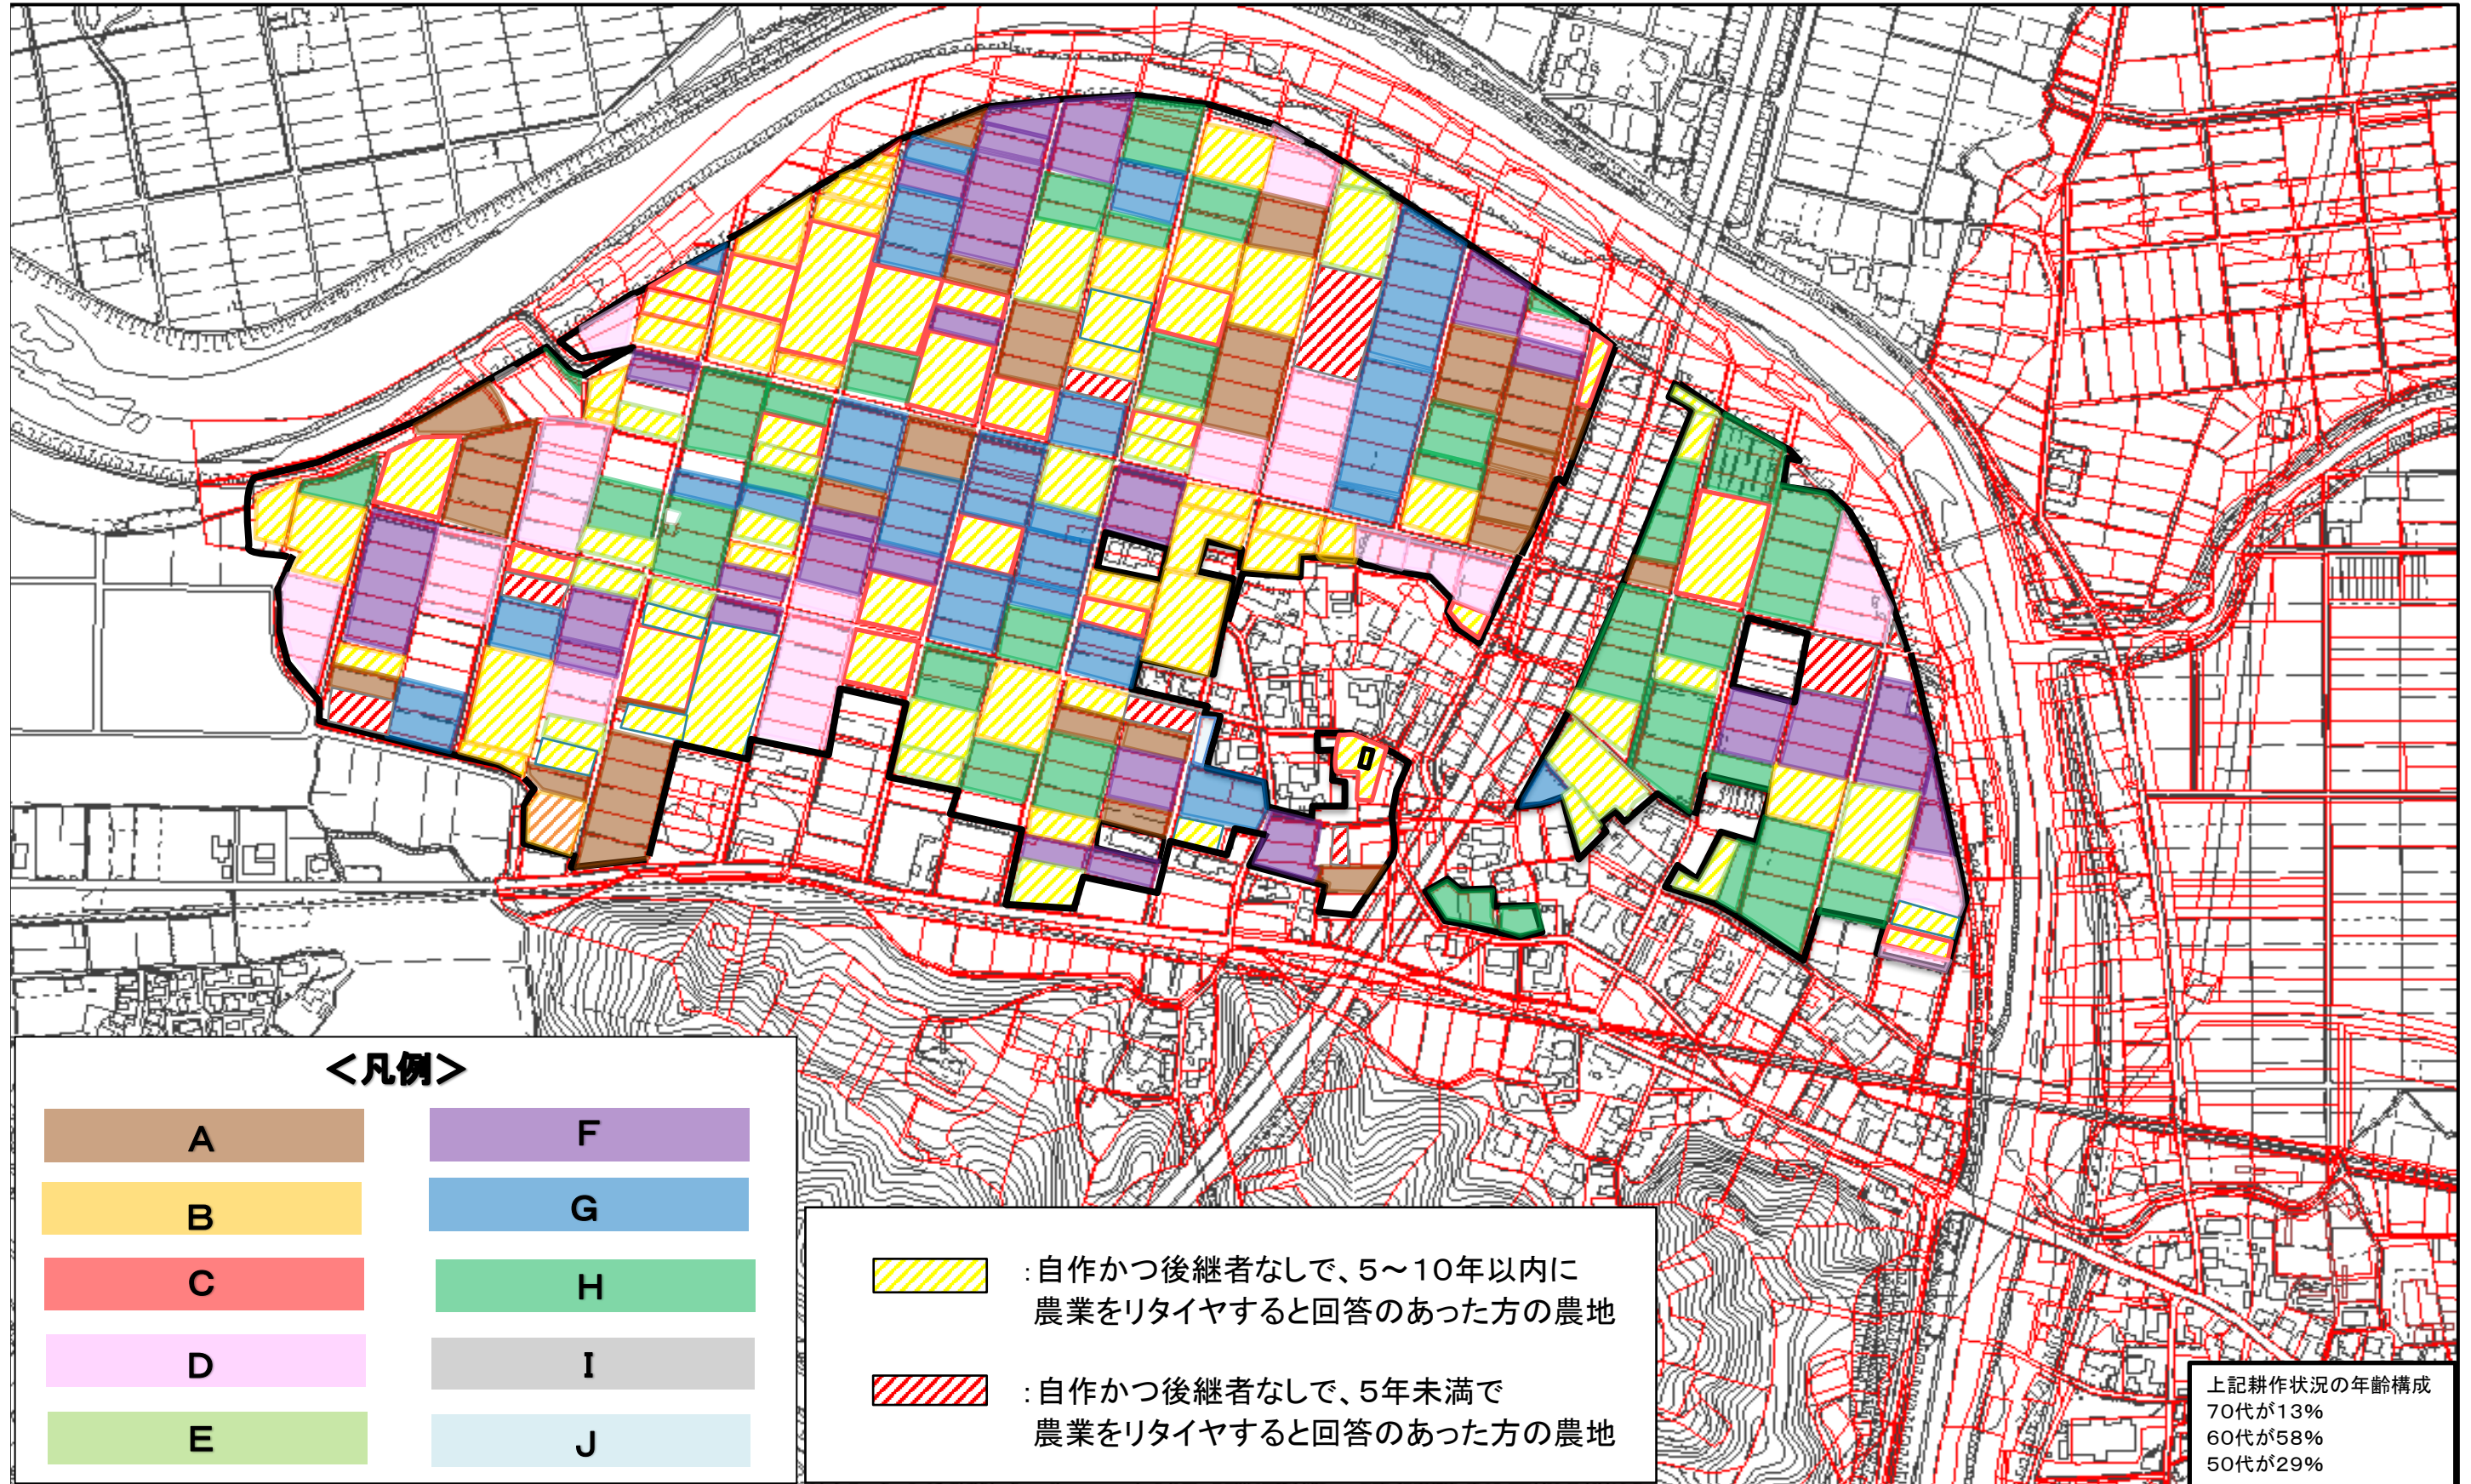 <凡例>
A
F
B
G
C
H
D
I
E
J
:自作かつ後継者なしで、5~10年以内に
農業をリタイヤすると回答のあった方の農地
:自作かつ後継者なしで、5年未満で
農業をリタイヤすると回答のあった方の農地
上記耕作状況の年齢構成
70代が13%
60代が58%
50代が29%